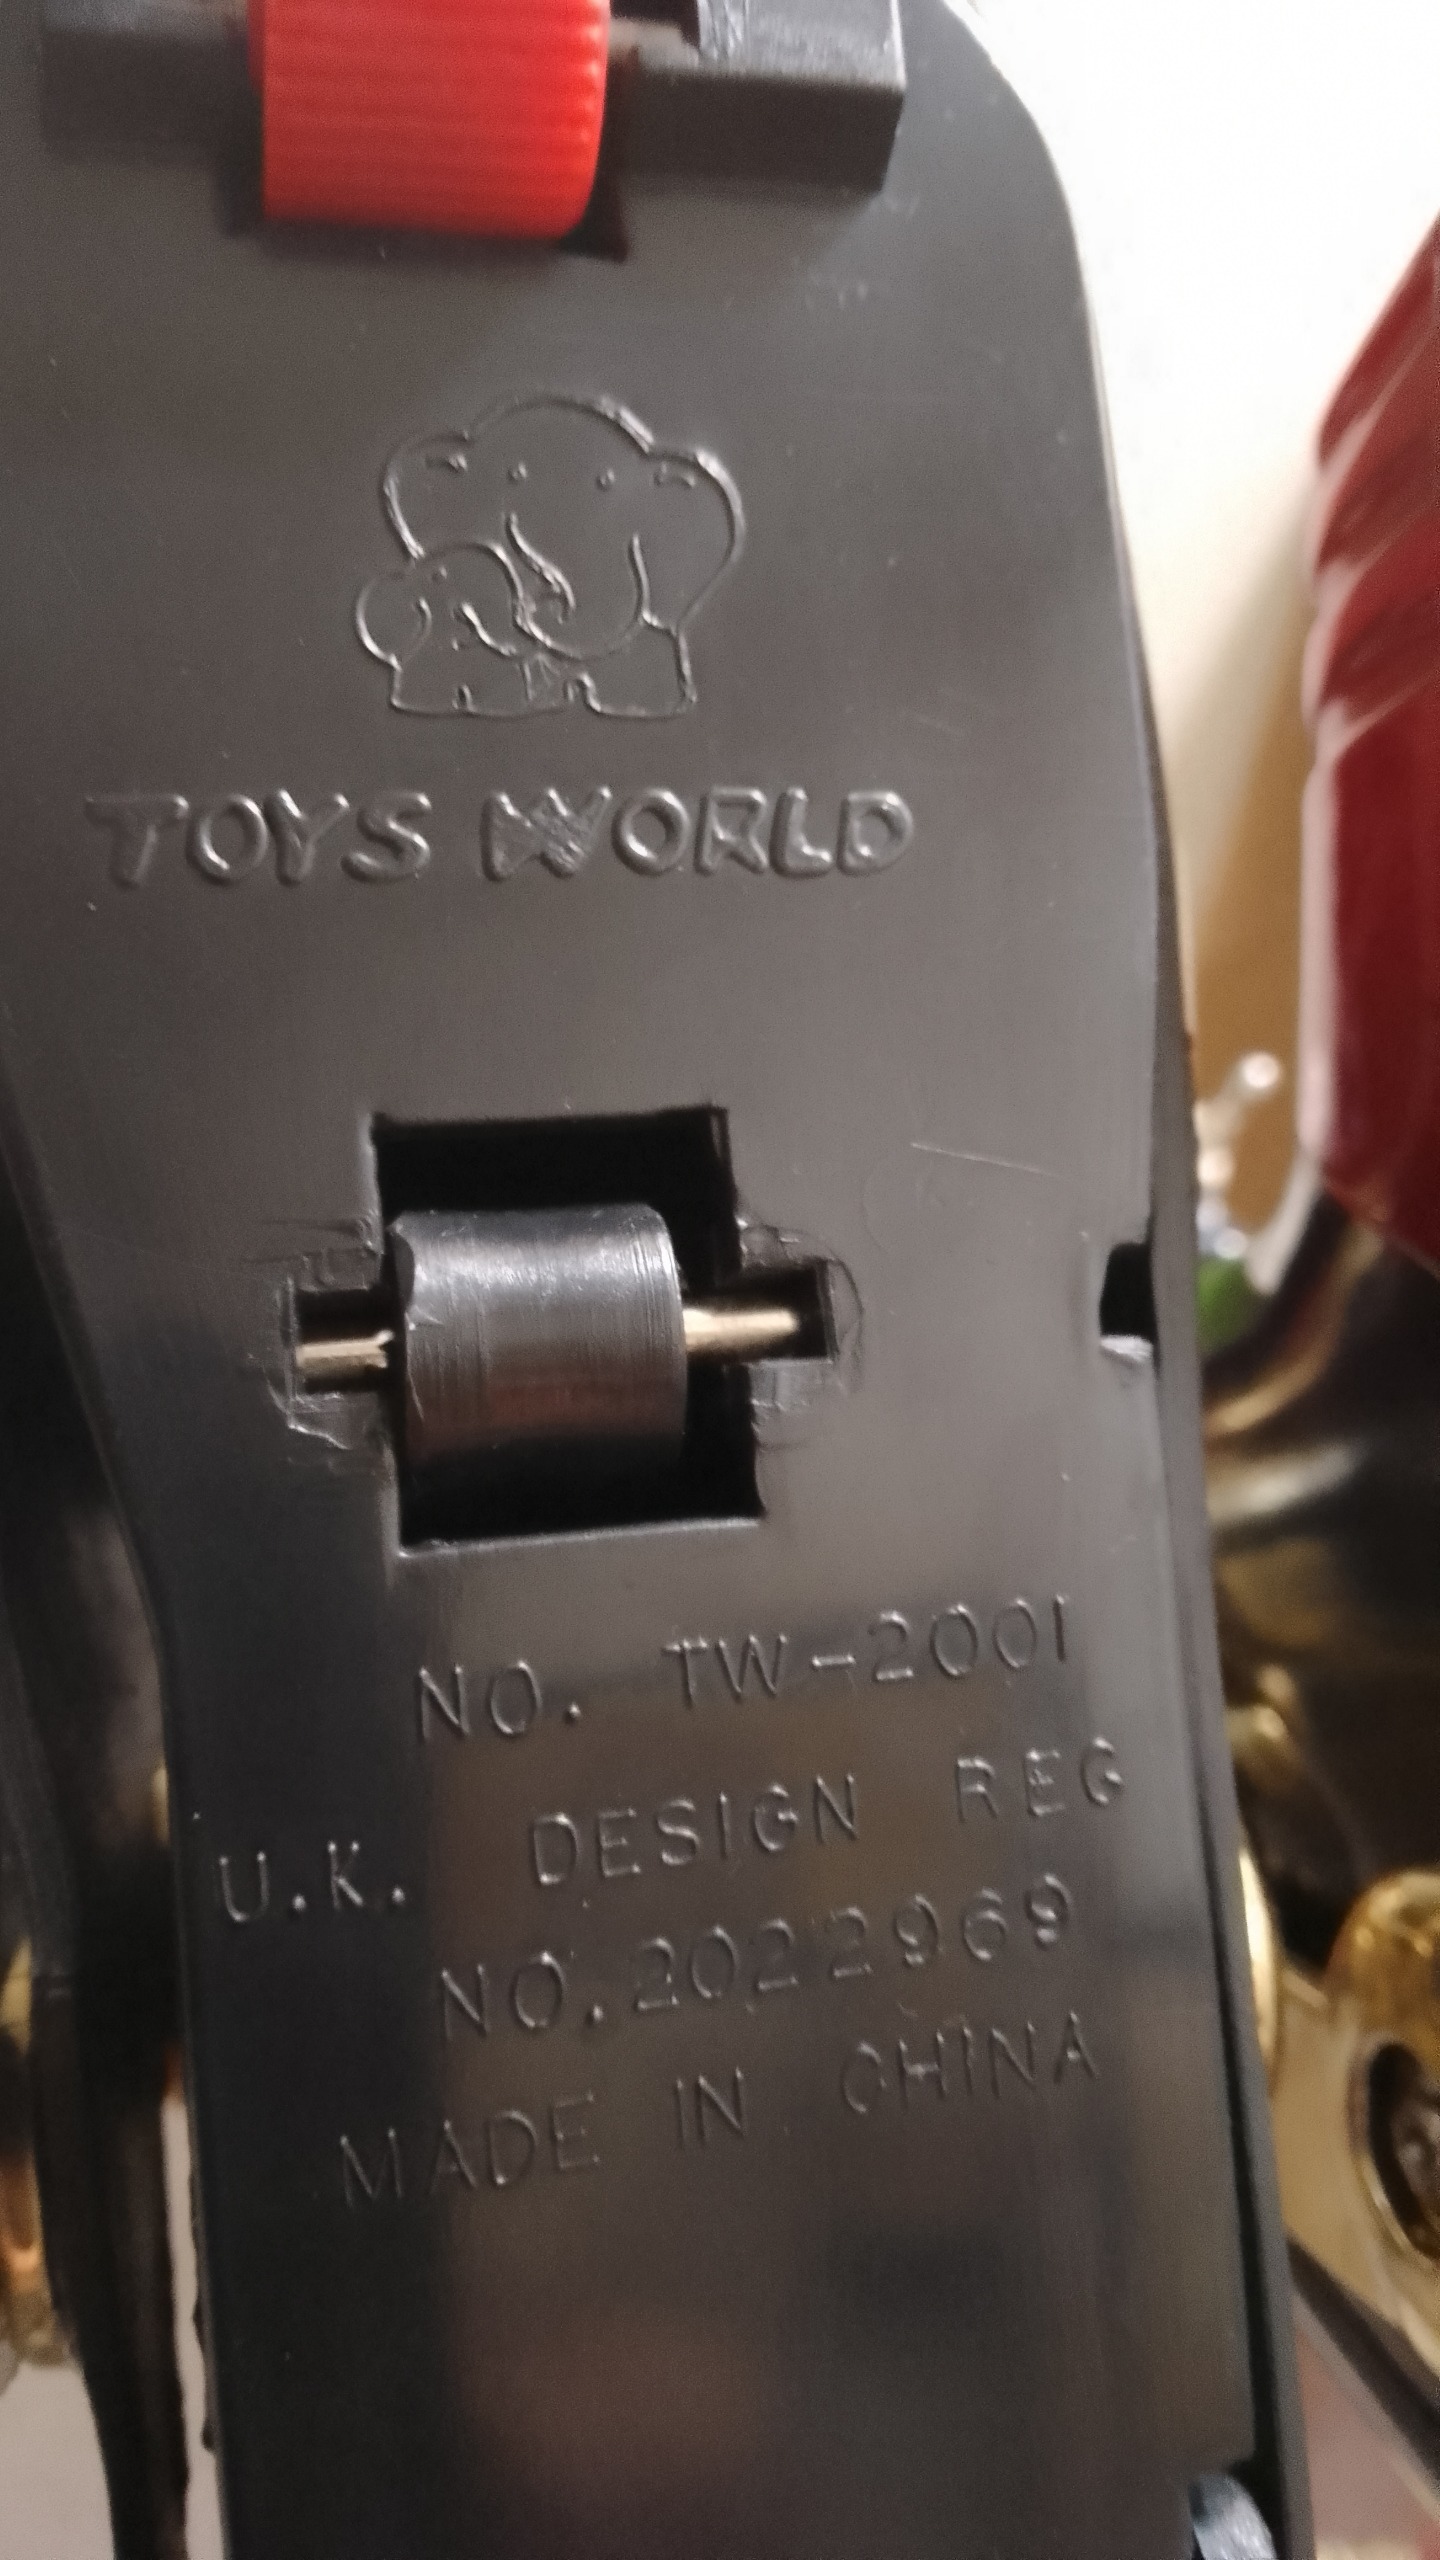 TOYS WORLD
NO. TW-2001
U.K. DESIGN REG
NO.2022969
MADE IN CHINA